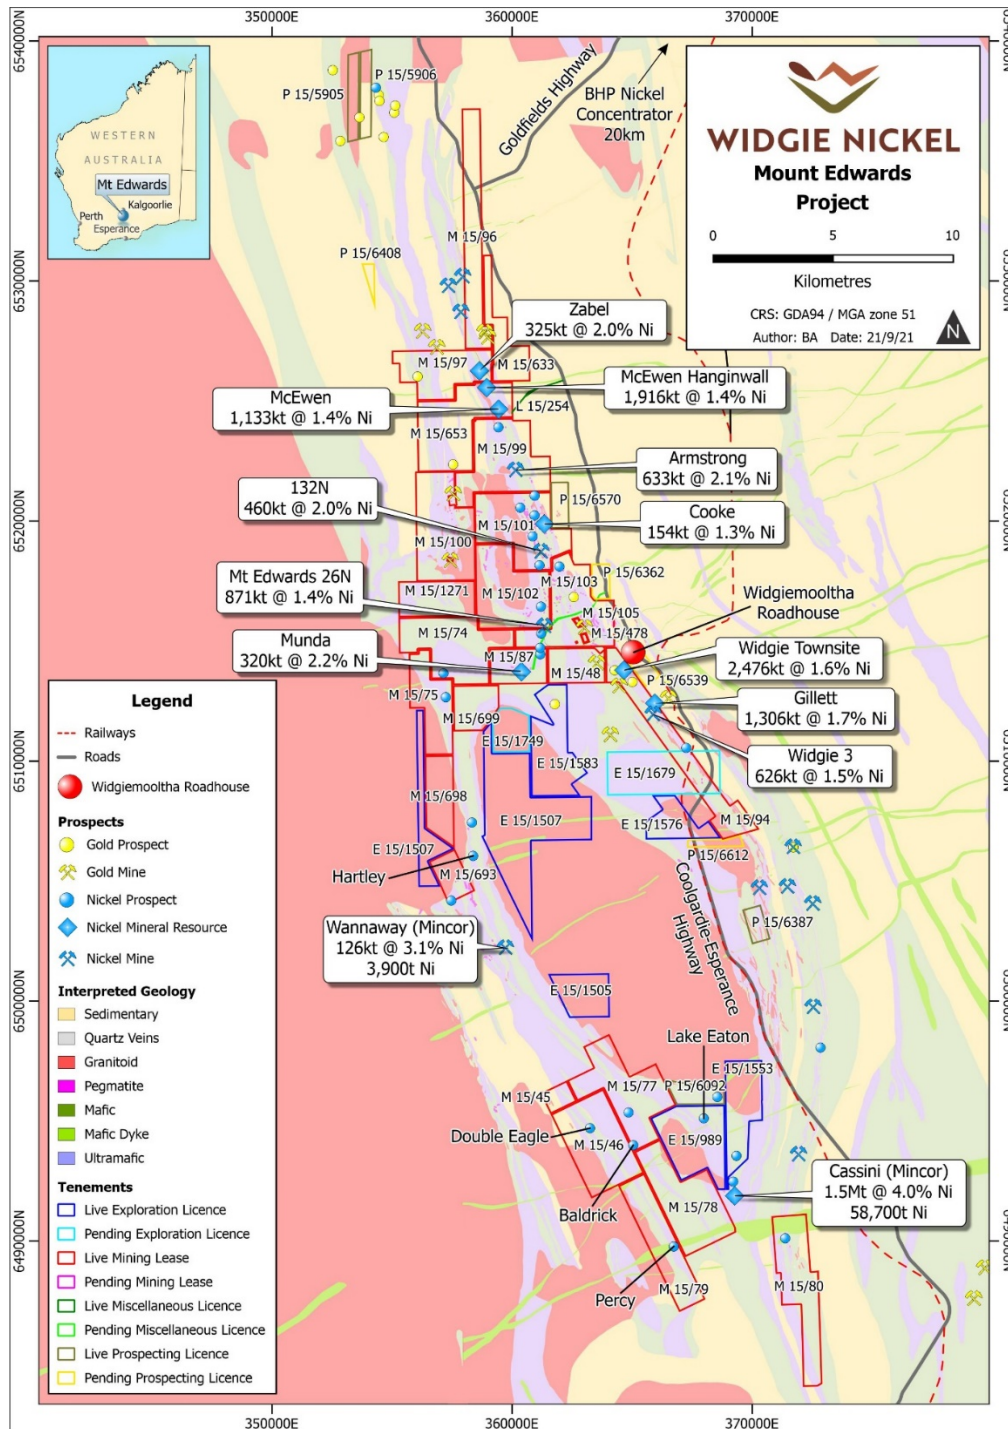 350000E
360000E
370000E
6540000N
6540000N
WESTERN
AUSTRALIA
Mt Edwards
Kalgoorlie
Perth
Esperance
P 15/5906
P 15/5905
Goldfields Highway
BHP Nickel
Concentrator
20km
WIDGIE NICKEL
Mount Edwards
Project
0
5
10
Kilometres
CRS: GDA94 / MGA zone 51
Author: BA Date: 21/9/21
N
M 15/96
P 15/6408
6530000N
6530000N
Zabel
325kt @ 2.0% Ni
M 15/97
M 15/633
McEwen Hanginwall
1,916kt @ 1.4% Ni
McEwen
1,133kt @ 1.4% Ni
L 15/254
M 15/653
M 15/99
Armstrong
633kt @ 2.1% Ni
132N
460kt @ 2.0% Ni
P 15/6570
Cooke
154kt @ 1.3% Ni
6520000N
6520000N
M 15/101
M 15/100
Mt Edwards 26N
871kt @ 1.4% Ni
M 15/103
P 15/6362
M 15/1271
M 15/102
M 15/105
Widgiemooltha
Roadhouse
M 15/74
M 15/478
Munda
320kt @ 2.2% Ni
M 15/87
M 15/48
Widgie Townsite
2,476kt @ 1.6% Ni
P 15/6539
M 15/75
Gillett
1,306kt @ 1.7% Ni
M 15/699
E 15/1749
E 15/1583
Widgie 3
626kt @ 1.5% Ni
6510000N
6510000N
E 15/1679
M 15/698
E 15/1507
E 15/1576
M 15/94
E 15/1507
P 15/6612
Hartley
M 15/693
P 15/6387
Coolgardie-Esperance
Highway
Wannaway (Mincor)
126kt @ 3.1% Ni
3,900t Ni
6500000N
6500000N
E 15/1505
Lake Eaton
E 15/1553
M 15/77
P 15/6092
M 15/45
Double Eagle
M 15/46
E 15/989
Baldrick
Cassini (Mincor)
1.5Mt @ 4.0% Ni
58,700t Ni
M 15/78
6490000N
6490000N
M 15/79
M 15/80
Percy
Legend
Railways
Roads
Widgiemooltha Roadhouse
Prospects
Gold Prospect
Gold Mine
Nickel Prospect
Nickel Mineral Resource
Nickel Mine
Interpreted Geology
Sedimentary
Quartz Veins
Granitoid
Pegmatite
Mafic
Mafic Dyke
Ultramafic
Tenements
Live Exploration Licence
Pending Exploration Licence
Live Mining Lease
Pending Mining Lease
Live Miscellaneous Licence
Pending Miscellaneous Licence
Live Prospecting Licence
Pending Prospecting Licence
350000E
360000E
370000E